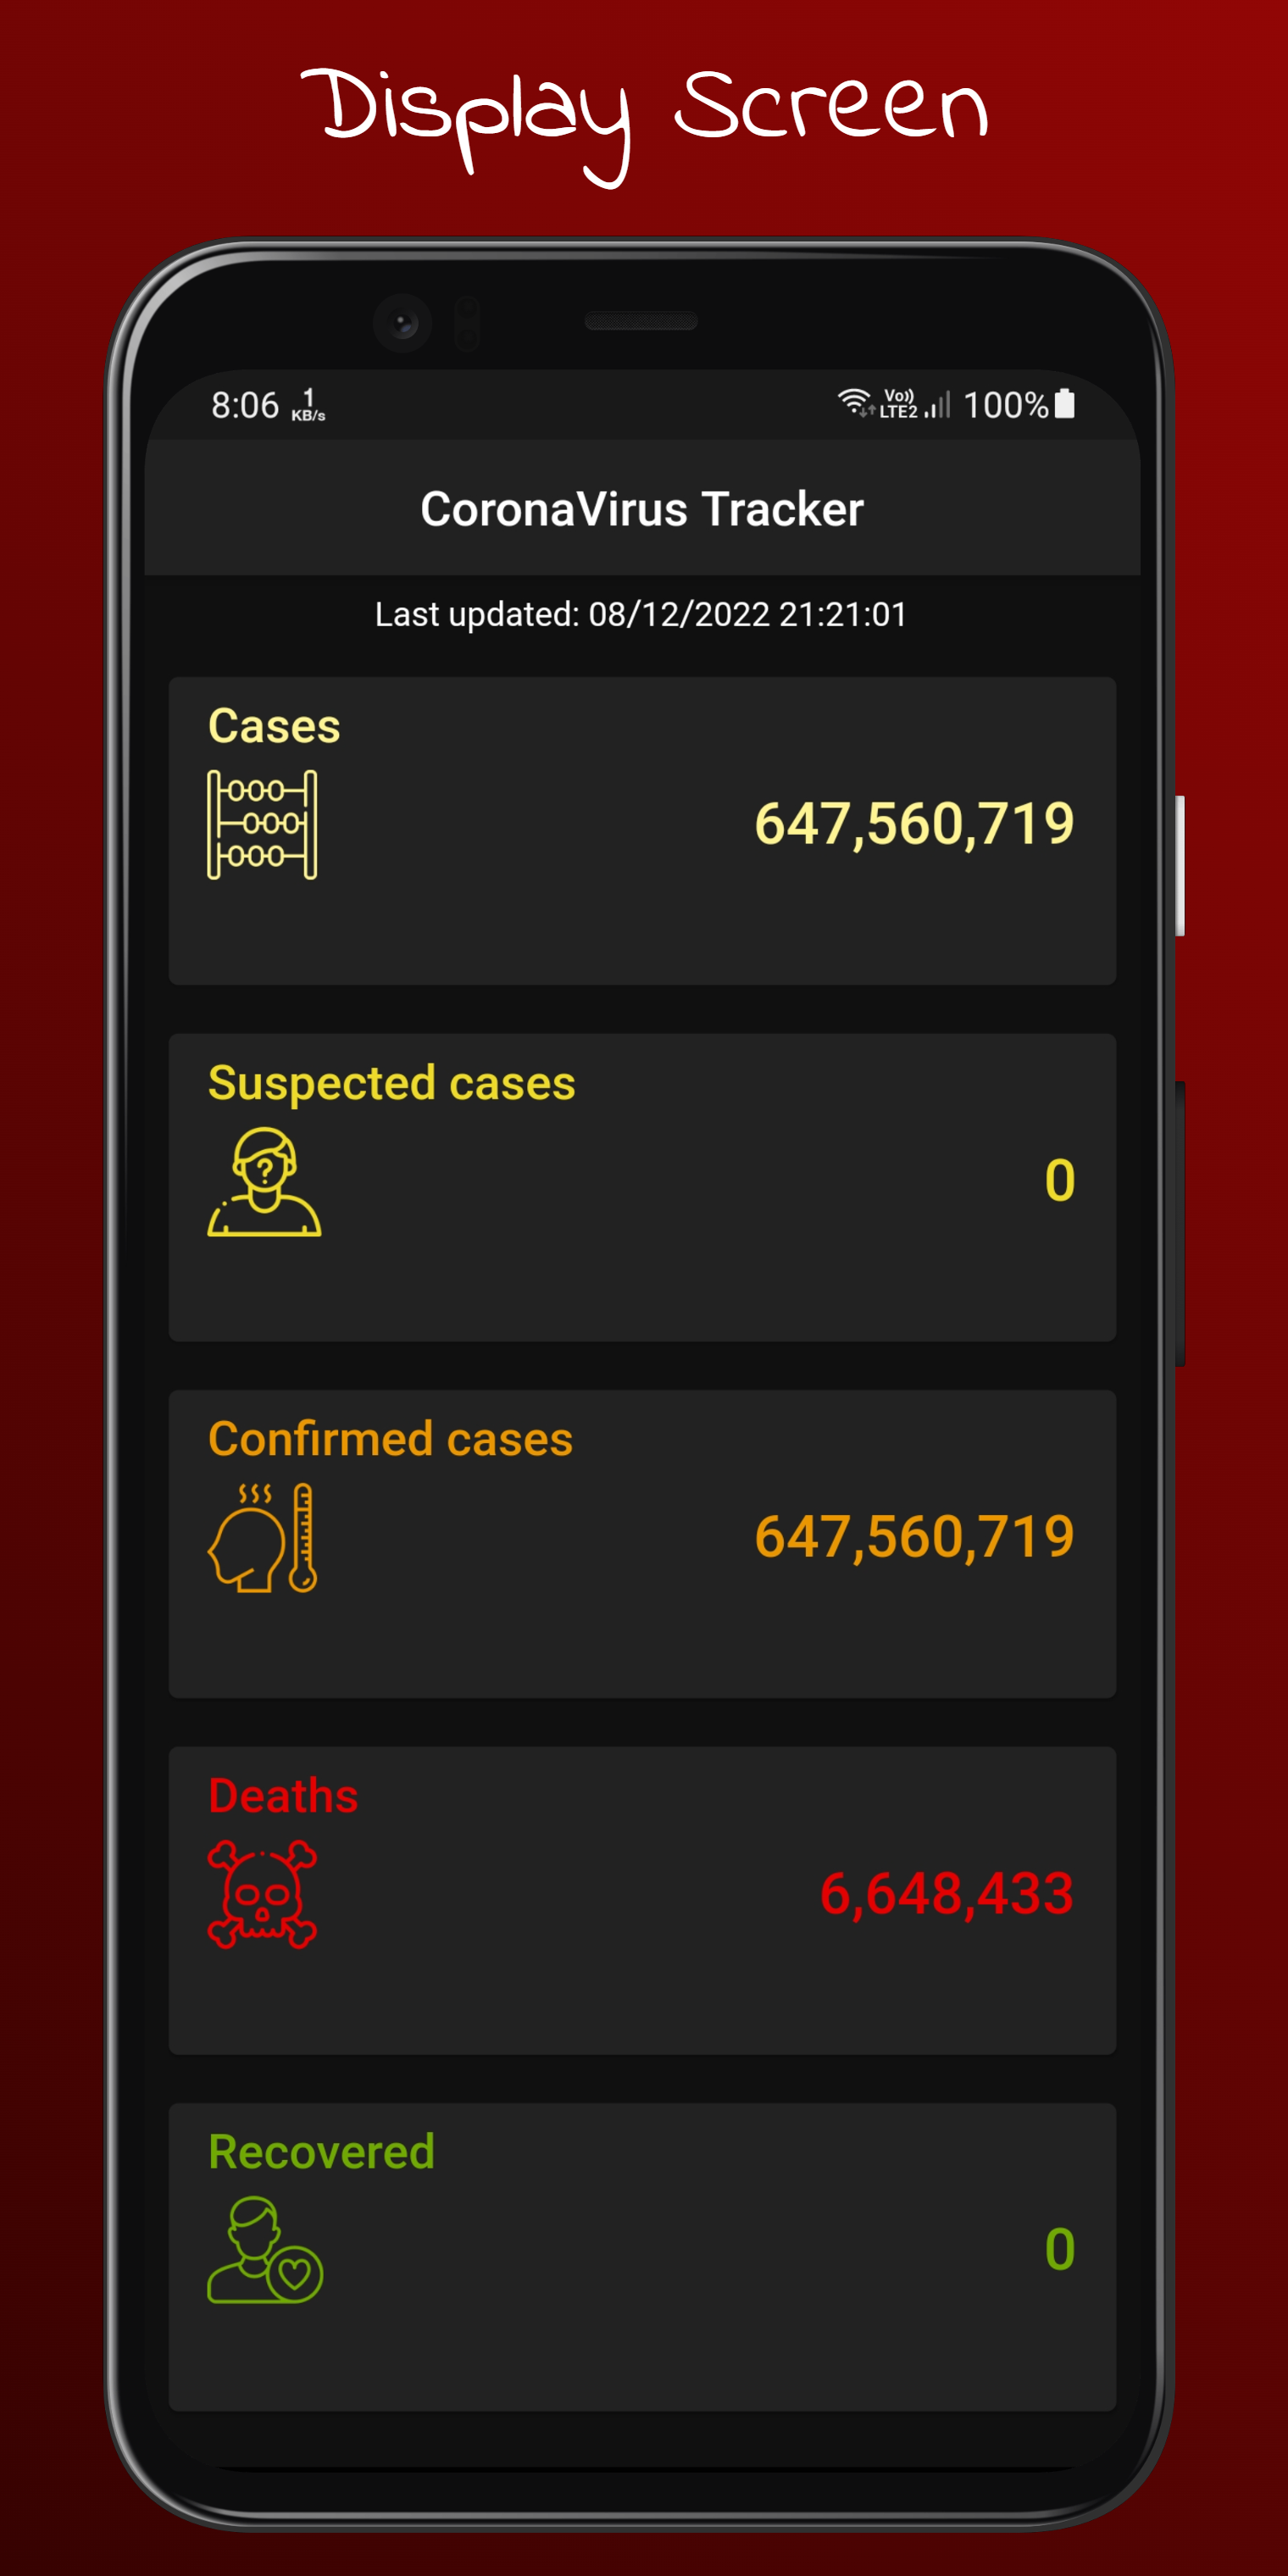 Display Screen
8:06 1 KB/s Vo)) LTE2 100%
CoronaVirus Tracker
Last updated: 08/12/2022 21:21:01
Cases
647,560,719
Suspected cases
?
0
Confirmed cases
647,560,719
Deaths
6,648,433
Recovered
0